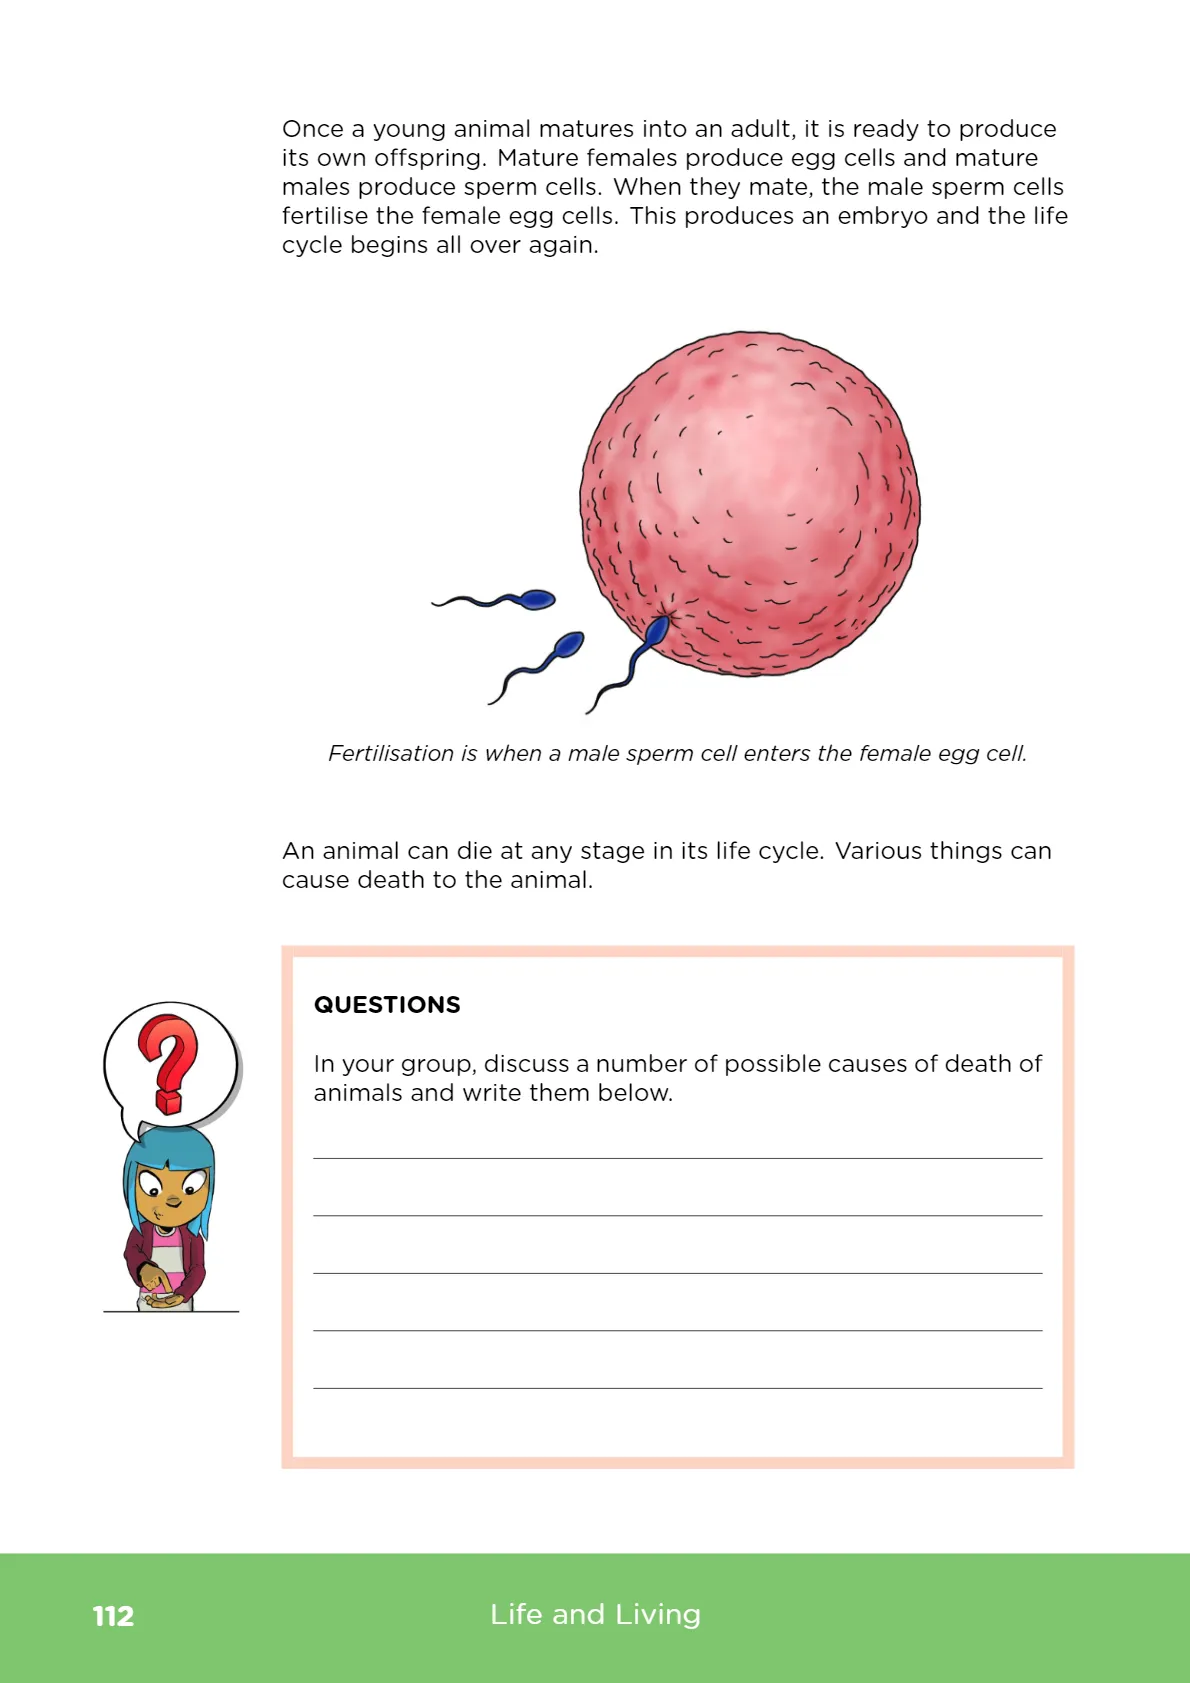 Once a young animal matures into an adult, it is ready to produce
its own offspring. Mature females produce egg cells and mature
males produce sperm cells. When they mate, the male sperm cells
fertilise the female egg cells. This produces an embryo and the life
cycle begins all over again.
Fertilisation is when a male sperm cell enters the female egg cell.
An animal can die at any stage in its life cycle. Various things can
cause death to the animal.
?
QUESTIONS
In your group, discuss a number of possible causes of death of
animals and write them below.
112
Life and Living